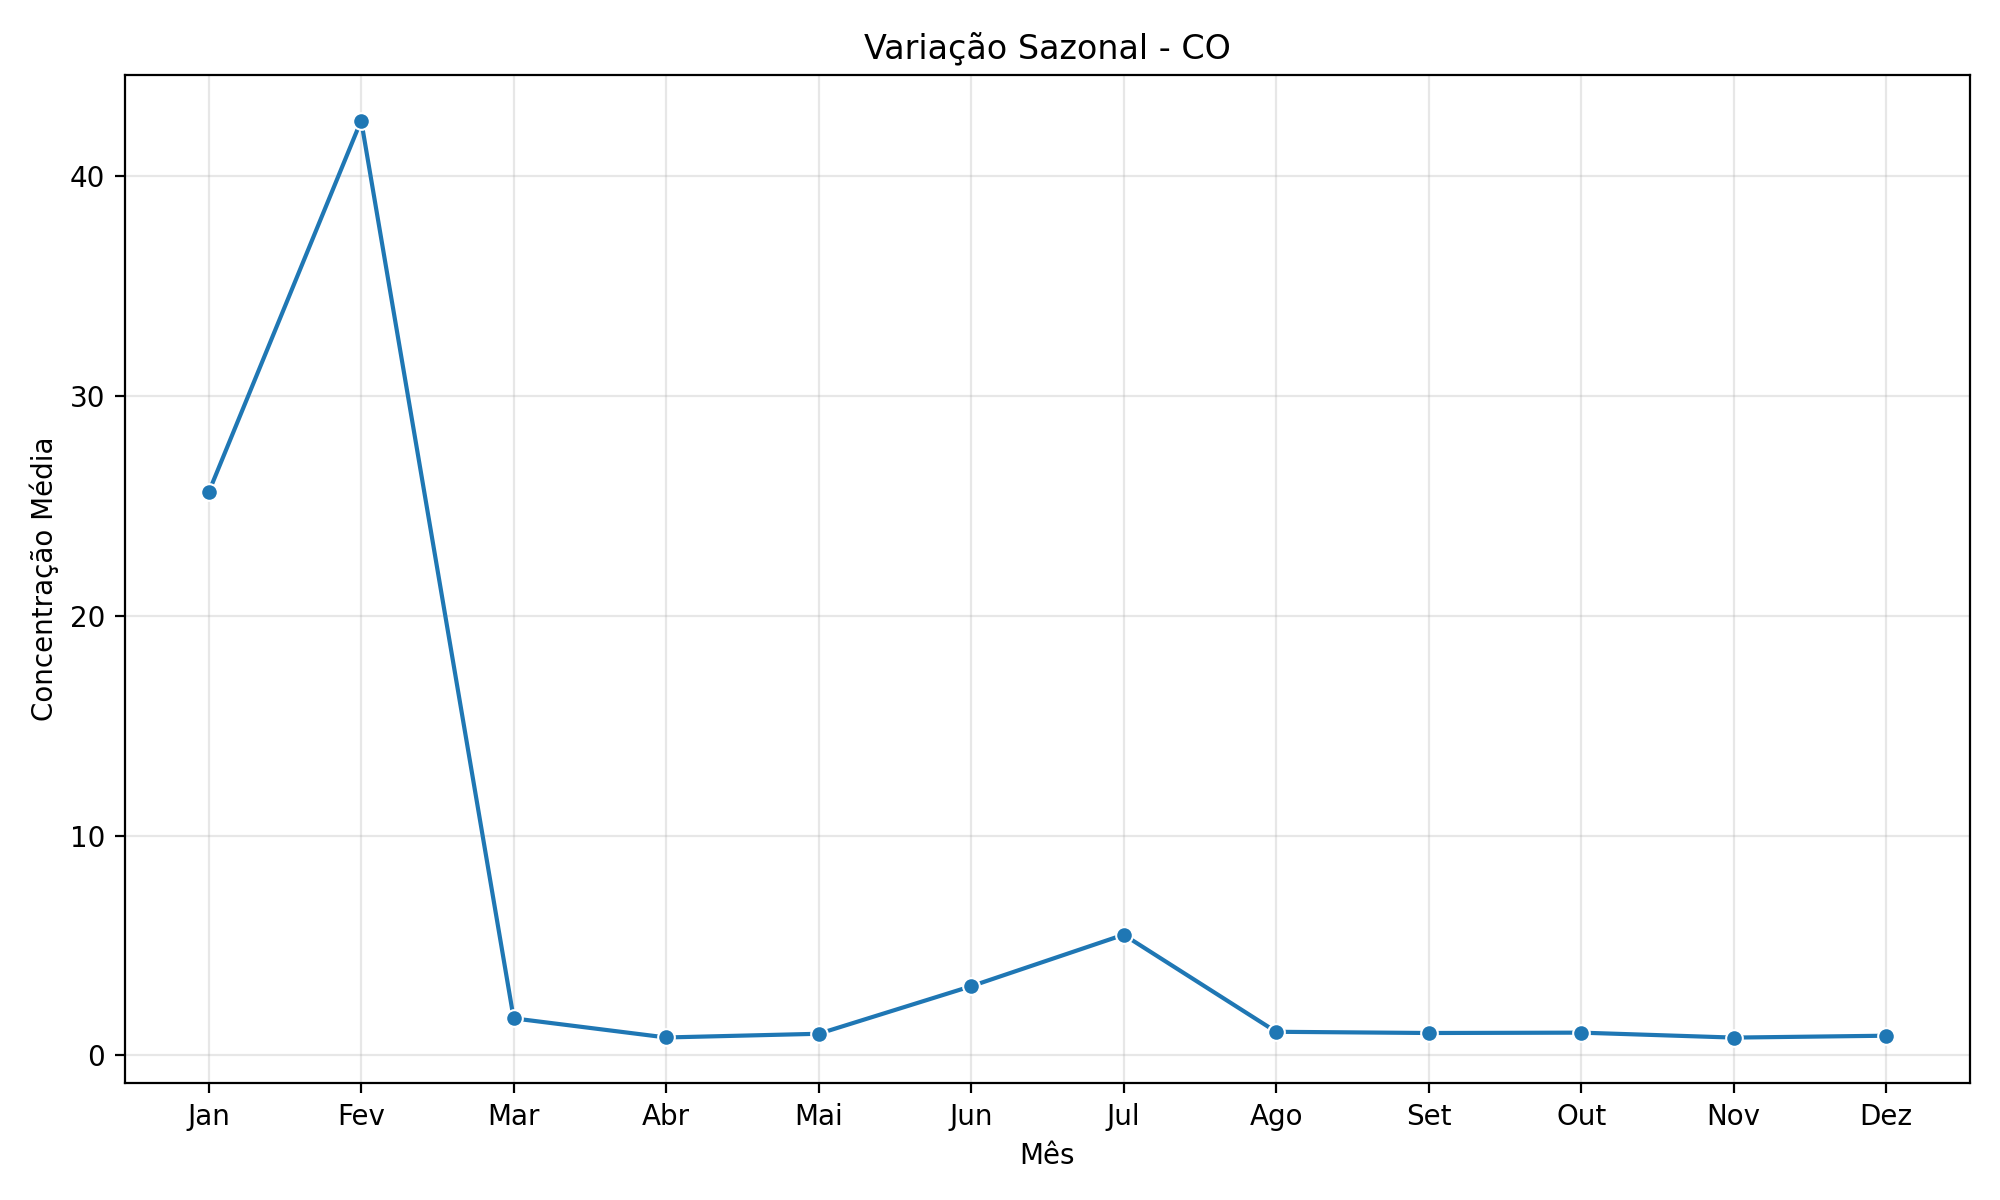 Variação Sazonal - CO
Concentração Média
40
30
20
10
0
Jan Fev Mar Abr Mai Jun Jul Ago Set Out Nov Dez
Mês